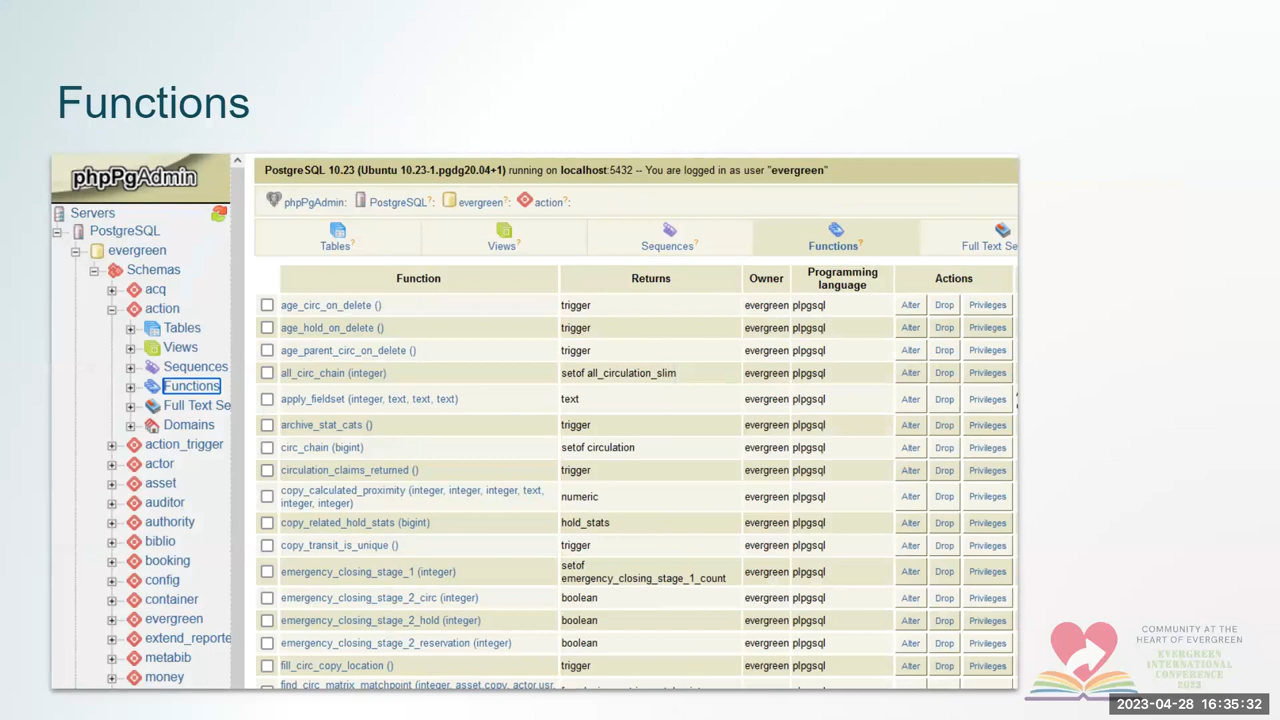 Functions
phpPgAdmin
Servers
PostgreSQL
evergreen
Schemas
acq
action
Tables
Views
Sequences
Functions
Full Text Se
Domains
action_trigger
actor
asset
auditor
authority
biblio
booking
config
container
evergreen
extend_reporte
metabib
money
PostgreSQL 10.23 (Ubuntu 10.23-1.pgdg20.04+1) running on localhost:5432 -- You are logged in as user "evergreen"
phpPgAdmin: PostgreSQL?: evergreen?: action?:
Tables? Views? Sequences? Functions? Full Text Se
Function Returns Owner Programming language Actions
age_circ_on_delete () trigger evergreen plpgsql Alter Drop Privileges
age_hold_on_delete () trigger evergreen plpgsql Alter Drop Privileges
age_parent_circ_on_delete () trigger evergreen plpgsql Alter Drop Privileges
all_circ_chain (integer) setof all_circulation_slim evergreen plpgsql Alter Drop Privileges
apply_fieldset (integer, text, text, text) text evergreen plpgsql Alter Drop Privileges
archive_stat_cats () trigger evergreen plpgsql Alter Drop Privileges
circ_chain (bigint) setof circulation evergreen plpgsql Alter Drop Privileges
circulation_claims_returned () trigger evergreen plpgsql Alter Drop Privileges
copy_calculated_proximity (integer, integer, integer, text,
integer, integer) numeric evergreen plpgsql Alter Drop Privileges
copy_related_hold_stats (bigint) hold_stats evergreen plpgsql Alter Drop Privileges
copy_transit_is_unique () trigger evergreen plpgsql Alter Drop Privileges
emergency_closing_stage_1 (integer) setof
emergency_closing_stage_1_count evergreen plpgsql Alter Drop Privileges
emergency_closing_stage_2_circ (integer) boolean evergreen plpgsql Alter Drop Privileges
emergency_closing_stage_2_hold (integer) boolean evergreen plpgsql Alter Drop Privileges
emergency_closing_stage_2_reservation (integer) boolean evergreen plpgsql Alter Drop Privileges
fill_circ_copy_location () trigger evergreen plpgsql Alter Drop Privileges
find_circ_matrix_matchpoint (integer, asset.copy, actor.usr,
COMMUNITY AT THE
HEART OF EVERGREEN
EVERGREEN
INTERNATIONAL
CONFERENCE
2023
2023-04-28 16:35:32